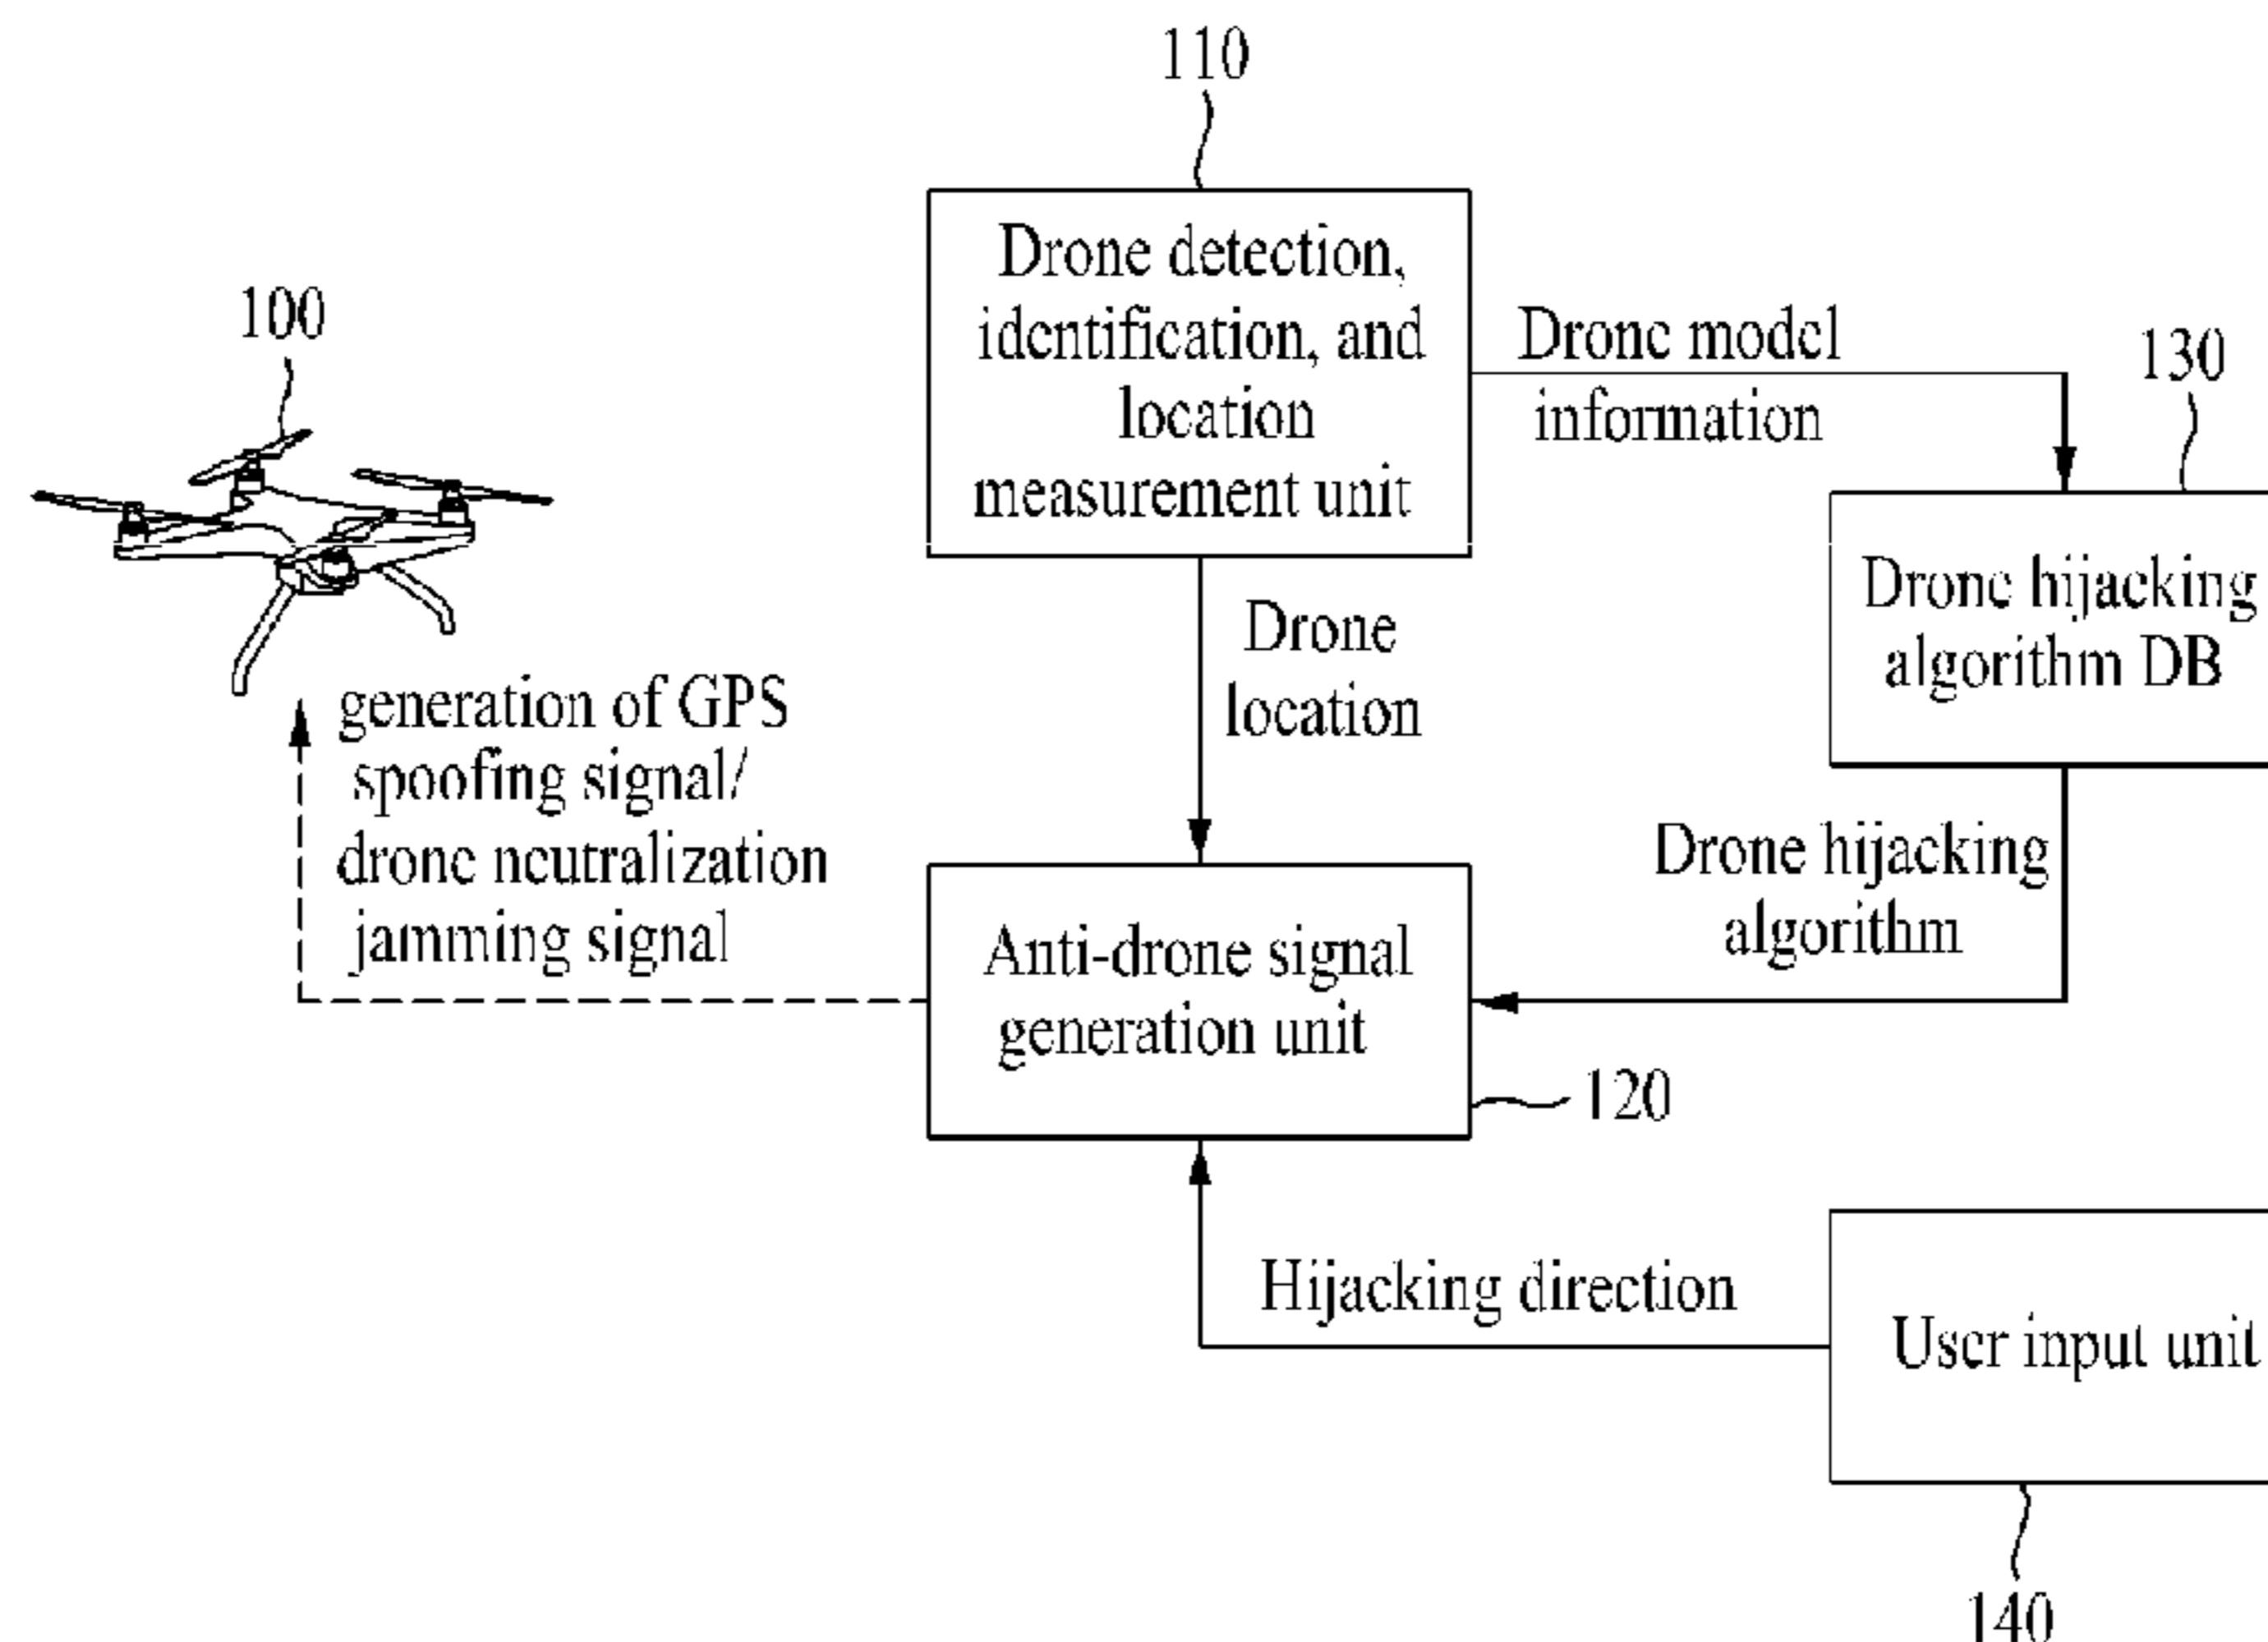 110
Drone detection,
identification, and
location
measurement unit
100
Drone model
information
130
Drone hijacking
algorithm DB
Drone
location
generation of GPS
spoofing signal/
drone neutralization
jamming signal
Drone hijacking
algorithm
Anti-drone signal
generation unit
120
Hijacking direction
User input unit
140